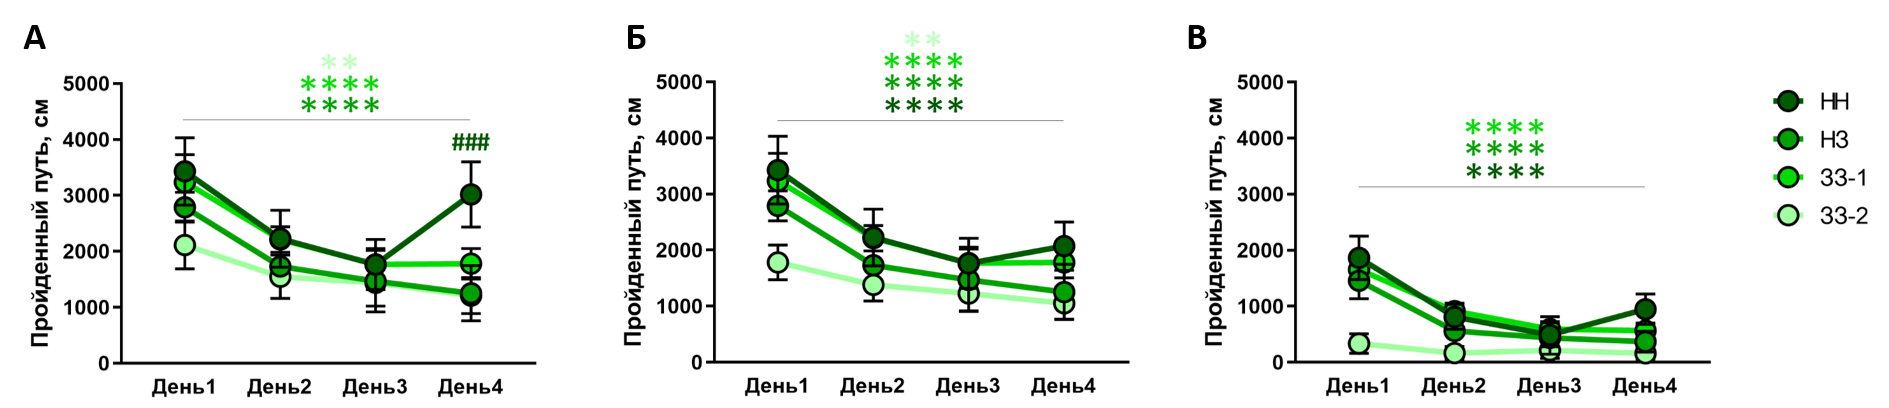 А
Пройденный путь, см
5000
4000
3000
2000
1000
0
**
****
****
###
День1 День2 День3 День4
Б
Пройденный путь, см
5000
4000
3000
2000
1000
0
**
****
****
****
День1 День2 День3 День4
В
Пройденный путь, см
5000
4000
3000
2000
1000
0
****
****
****
День1 День2 День3 День4
НН
НЗ
ЗЗ-1
ЗЗ-2